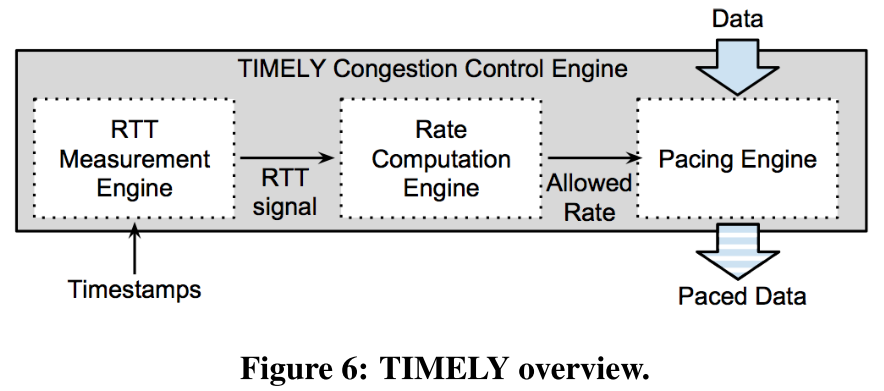 Data
TIMELY Congestion Control Engine
RTT
Measurement
Engine
RTT
signal
Rate
Computation
Engine
Allowed
Rate
Pacing Engine
Timestamps
Paced Data
Figure 6: TIMELY overview.